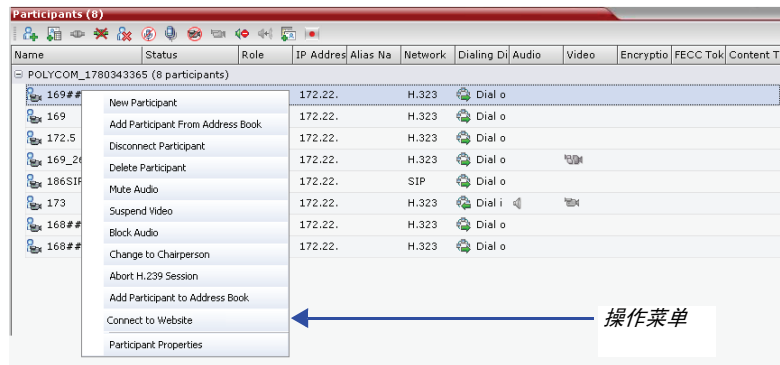 Participants (8)
Name Status Role IP Addres Alias Na Network Dialing Di Audio Video Encryptio FECC Tok Content T
POLYCOM_1780343365 (8 participants)
169## 172.22. H.323 Dial o
169 172.22. H.323 Dial o
172.5 172.22. H.323 Dial o
169_26 172.22. H.323 Dial o
186SIP 172.22. SIP Dial o
173 172.22. H.323 Dial i
168## 172.22. H.323 Dial o
168## 172.22. H.323 Dial o
New Participant
Add Participant From Address Book
Disconnect Participant
Delete Participant
Mute Audio
Suspend Video
Block Audio
Change to Chairperson
Abort H.239 Session
Add Participant to Address Book
Connect to Website
Participant Properties
操作菜单